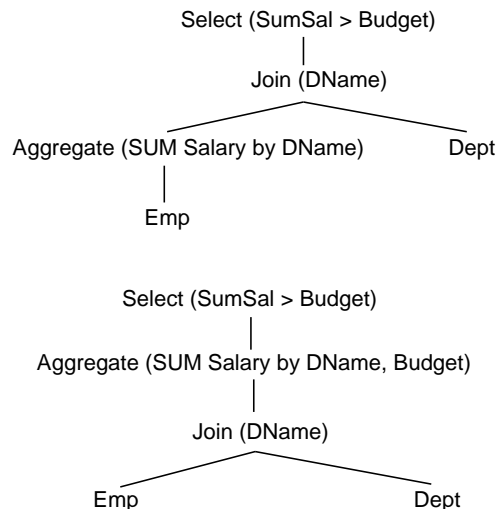 Select (SumSal > Budget)
Join (DName)
Aggregate (SUM Salary by DName) Dept
Emp
Select (SumSal > Budget)
Aggregate (SUM Salary by DName, Budget)
Join (DName)
Emp Dept